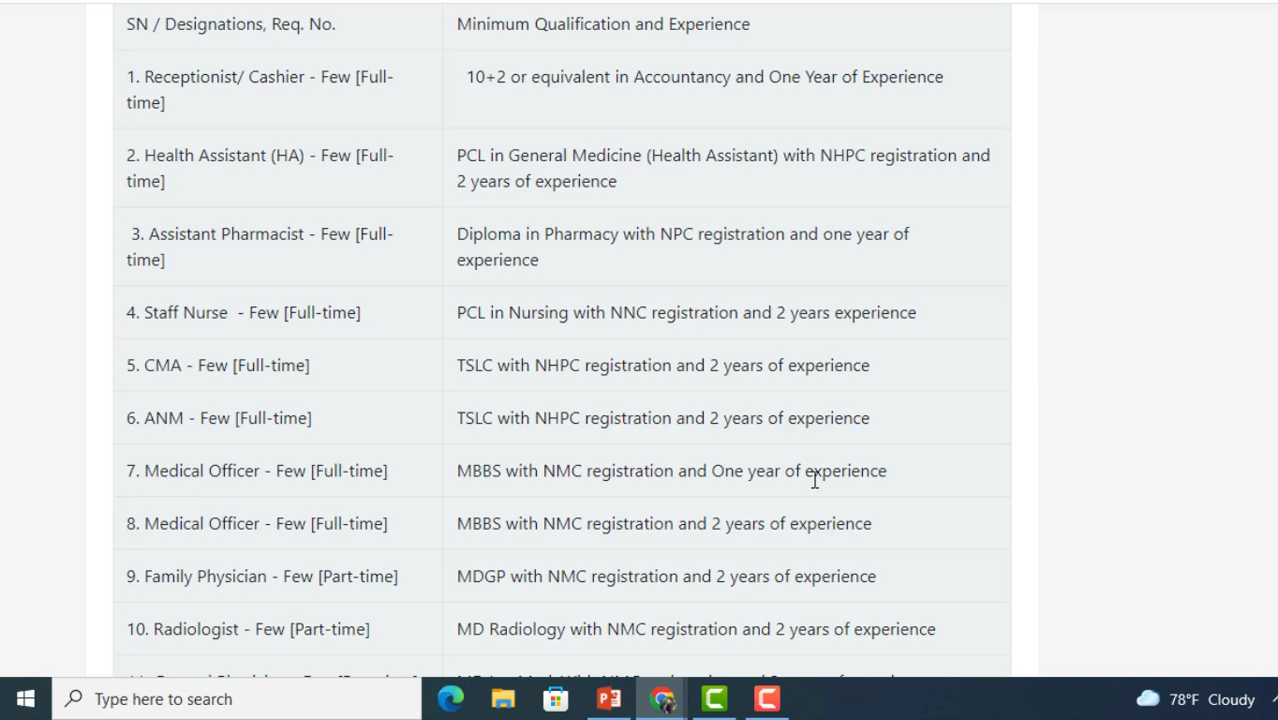 SN / Designations, Req. No.
Minimum Qualification and Experience
1. Receptionist/ Cashier - Few [Full-
time]
10+2 or equivalent in Accountancy and One Year of Experience
2. Health Assistant (HA) - Few [Full-
time]
PCL in General Medicine (Health Assistant) with NHPC registration and
2 years of experience
3. Assistant Pharmacist - Few [Full-
time]
Diploma in Pharmacy with NPC registration and one year of
experience
4. Staff Nurse - Few [Full-time]
PCL in Nursing with NNC registration and 2 years experience
5. CMA - Few [Full-time]
TSLC with NHPC registration and 2 years of experience
6. ANM - Few [Full-time]
TSLC with NHPC registration and 2 years of experience
7. Medical Officer - Few [Full-time]
MBBS with NMC registration and One year of experience
8. Medical Officer - Few [Full-time]
MBBS with NMC registration and 2 years of experience
9. Family Physician - Few [Part-time]
MDGP with NMC registration and 2 years of experience
10. Radiologist - Few [Part-time]
MD Radiology with NMC registration and 2 years of experience
Type here to search
78°F Cloudy